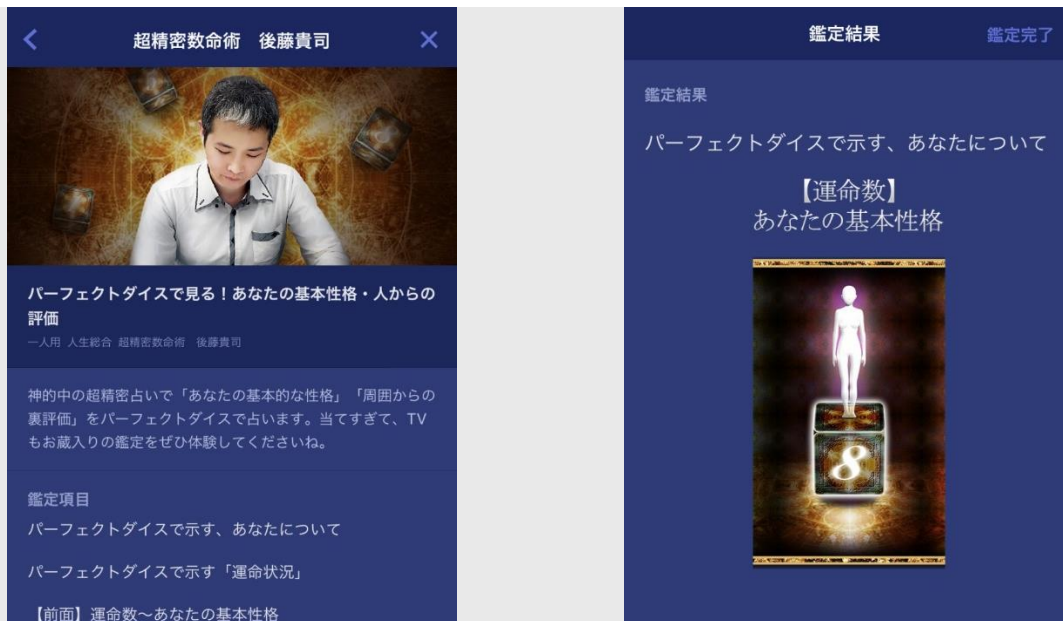 超精密数命術 後藤貴司
パーフェクトダイスで見る!あなたの基本性格・人からの
評価
一人用 人生総合 超精密数命術 後藤貴司
神的中の超精密占いで「あなたの基本的な性格」「周囲からの
裏評価」をパーフェクトダイスで占います。当てすぎて、TV
もお蔵入りの鑑定をぜひ体験してくださいね。
鑑定項目
パーフェクトダイスで示す、あなたについて
パーフェクトダイスで示す「運命状況」
【前面】運命数〜あなたの基本性格
鑑定結果
鑑定完了
鑑定結果
パーフェクトダイスで示す、あなたについて
【運命数】
あなたの基本性格
8